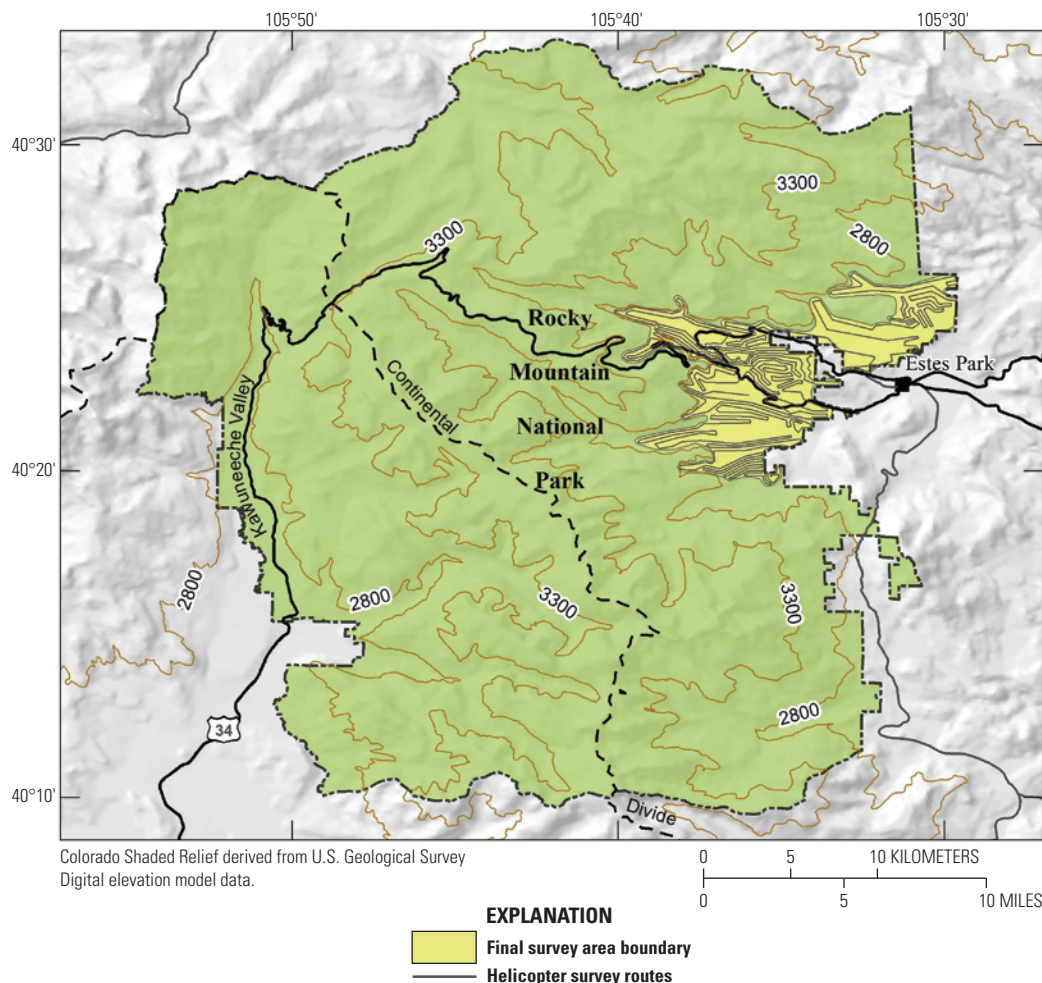 105°50'
105°40'
105°30'
40°30'
3300
3300
2800
Rocky
Estes Park
Mountain
Continental
Kawuneeche Valley
National
40°20'
Park
2800
2800
3300
3300
2800
34
40°10'
Divide
Colorado Shaded Relief derived from U.S. Geological Survey
Digital elevation model data.
0 5 10 KILOMETERS
0 5 10 MILES
EXPLANATION
Final survey area boundary
Helicopter survey routes